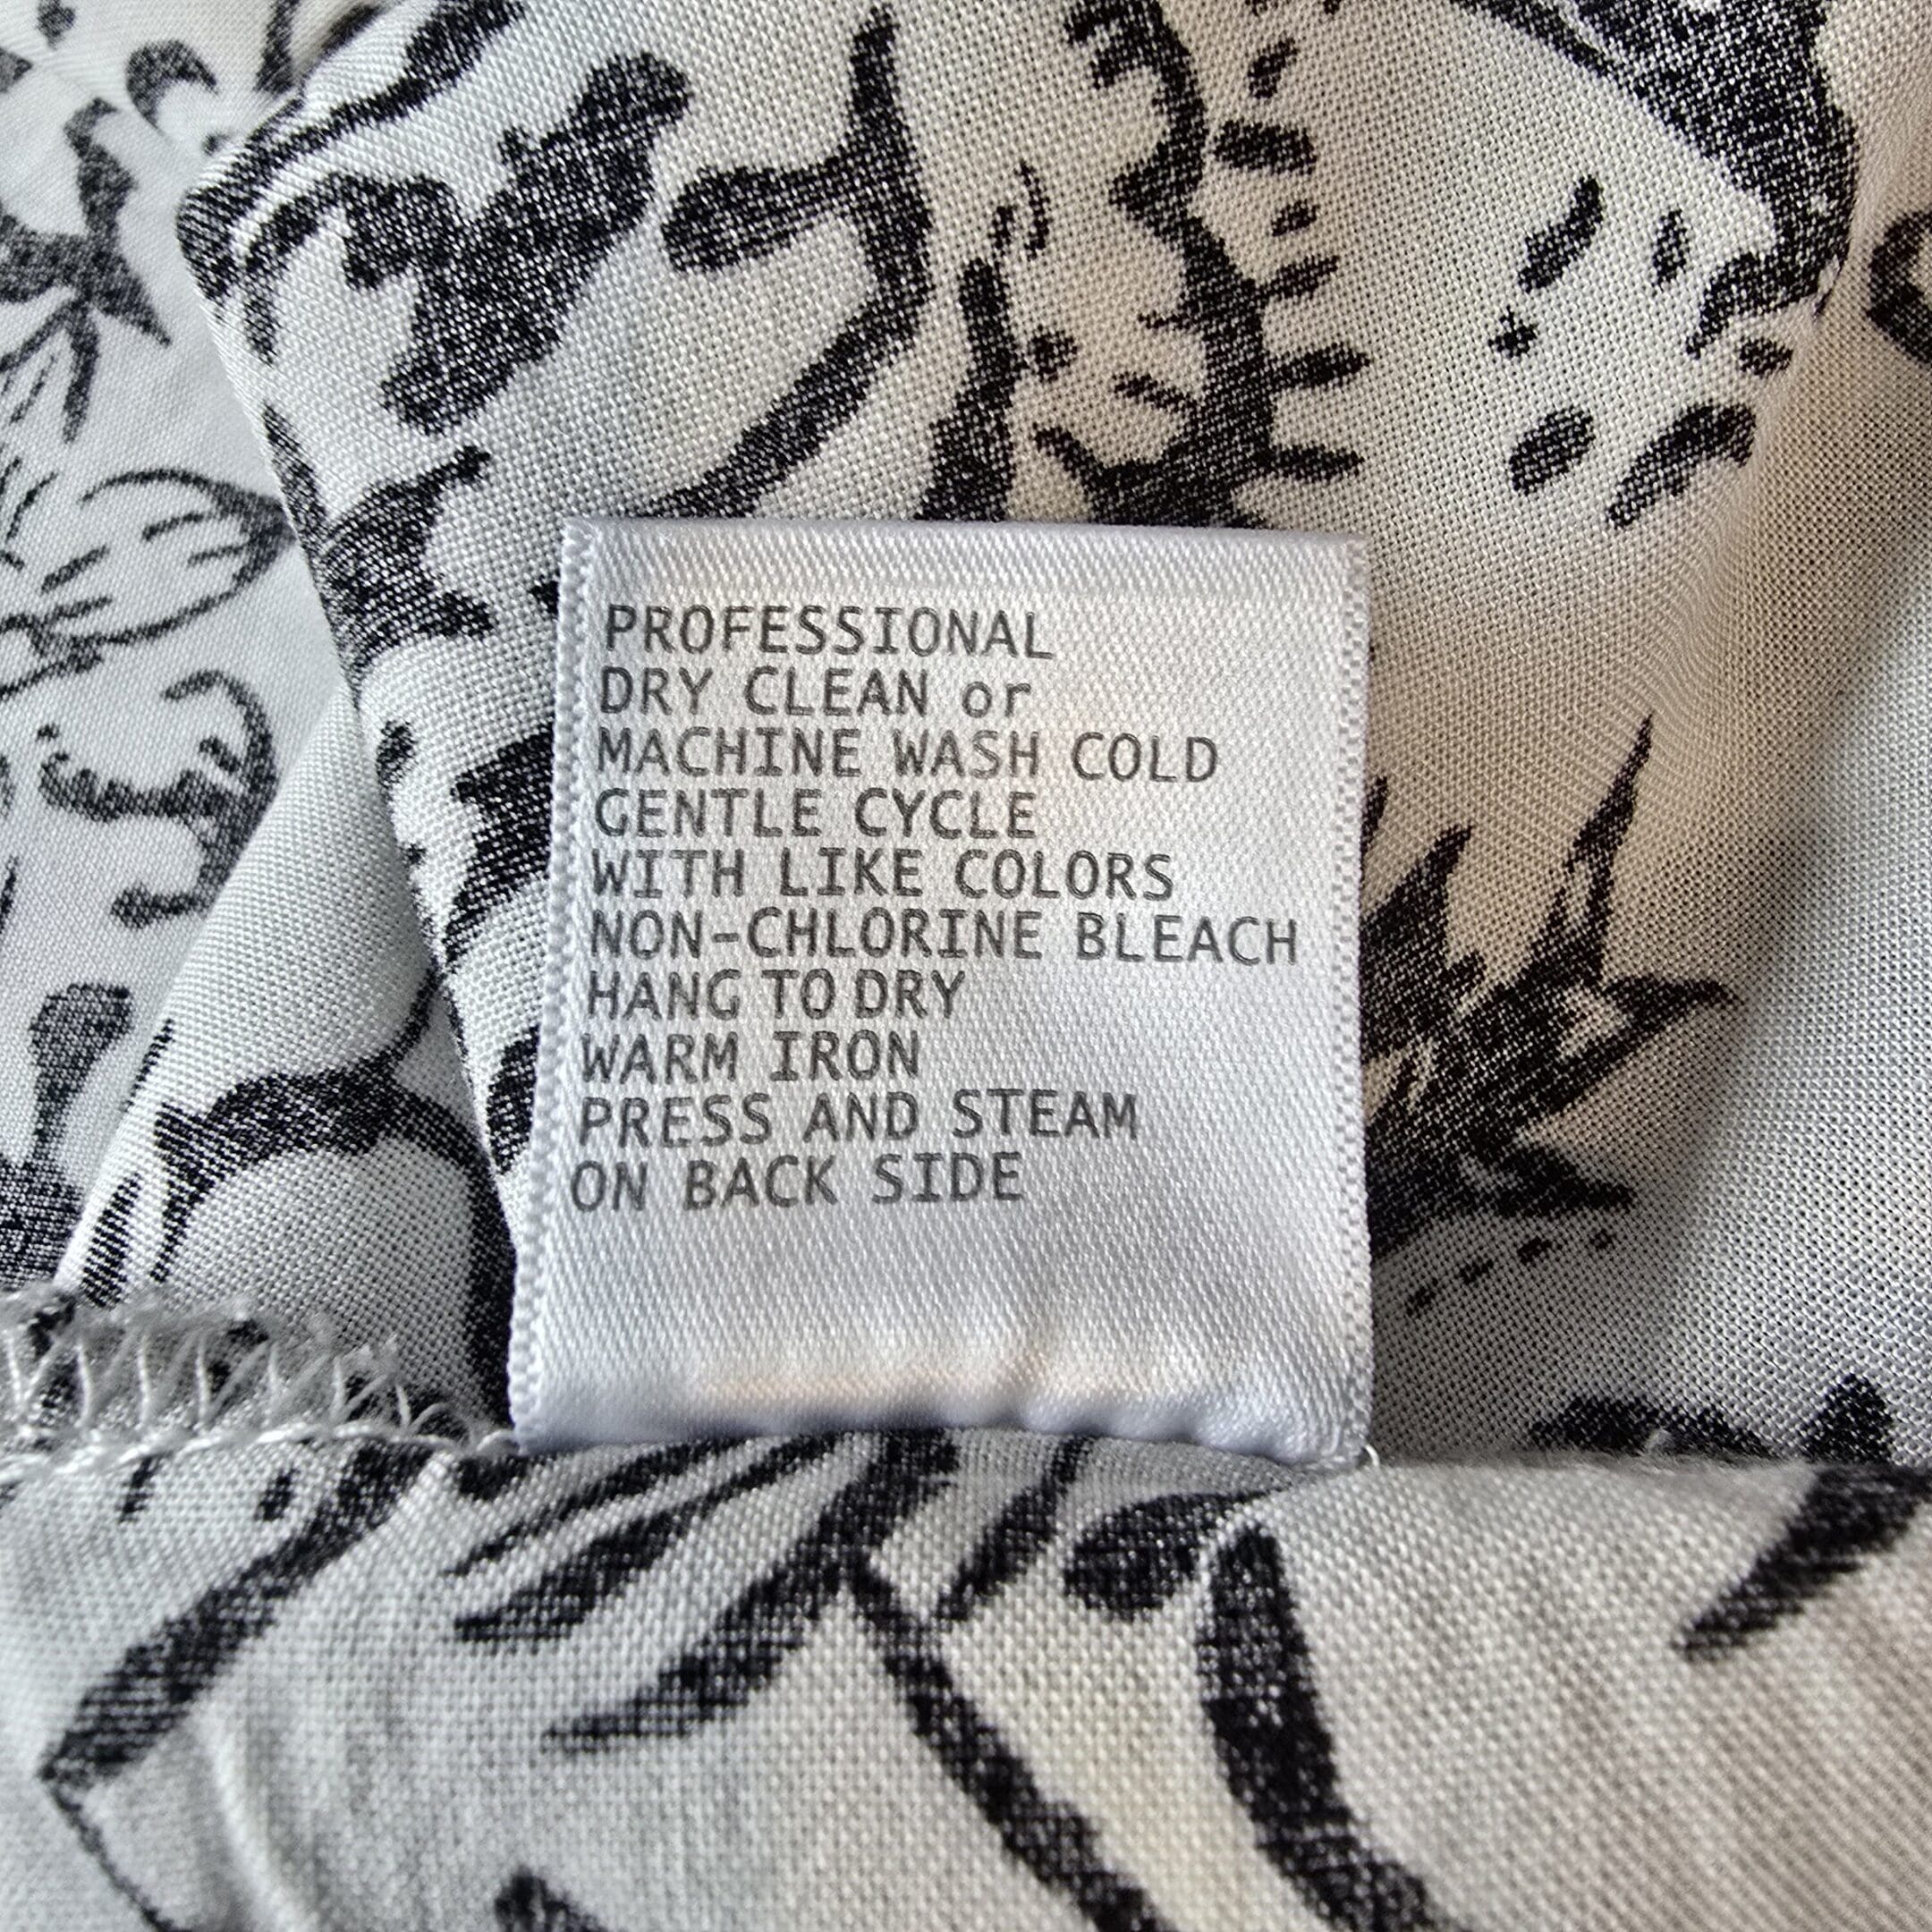 PROFESSIONAL
DRY CLEAN or
MACHINE WASH COLD
GENTLE CYCLE
WITH LIKE COLORS
NON-CHLORINE BLEACH
HANG TO DRY
WARM IRON
PRESS AND STEAM
ON BACK SIDE